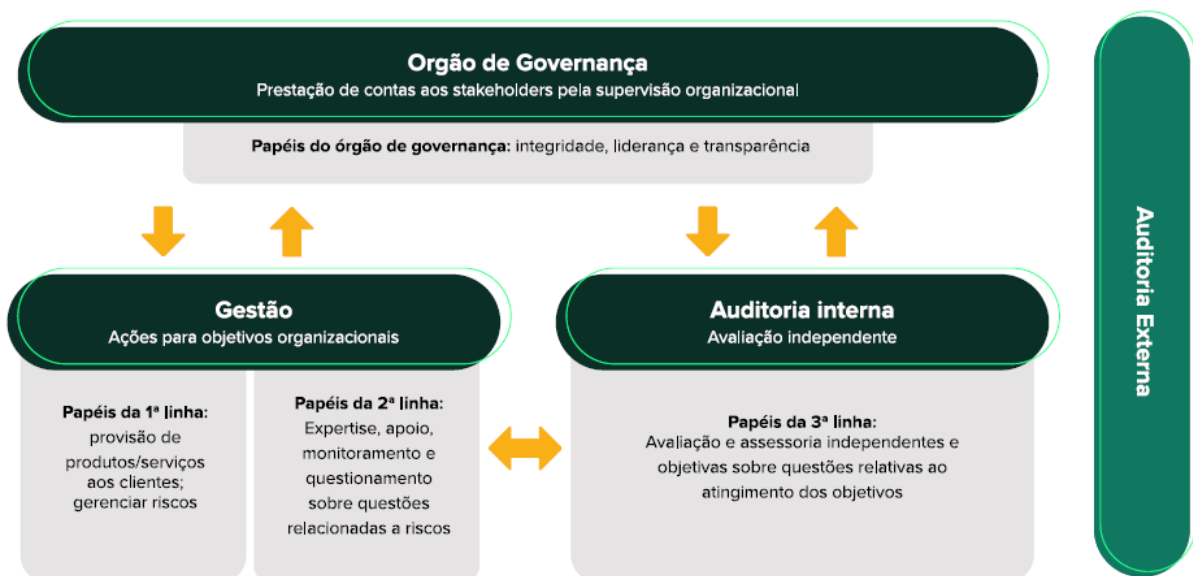 Orgão de Governança
Prestação de contas aos stakeholders pela supervisão organizacional
Papéis do órgão de governança: integridade, liderança e transparência
Gestão
Ações para objetivos organizacionais
Papéis da 1ª linha:
provisão de
produtos/serviços
aos clientes;
gerenciar riscos
Papéis da 2ª linha:
Expertise, apoio,
monitoramento e
questionamento
sobre questões
relacionadas a riscos
Auditoria interna
Avaliação independente
Papéis da 3ª linha:
Avaliação e assessoria independentes e
objetivas sobre questões relativas ao
atingimento dos objetivos
Auditoria Externa